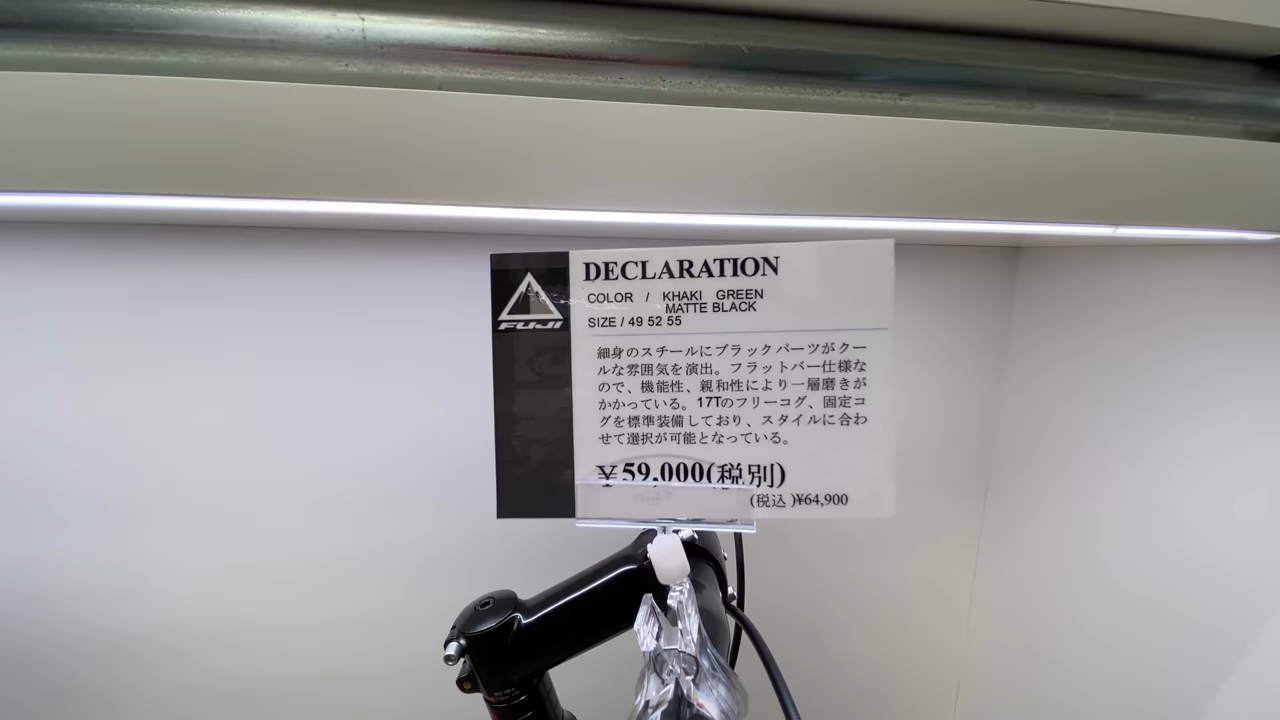 DECLARATION
COLOR / KHAKI GREEN
MATTE BLACK
SIZE / 49 52 55
FUJI
細身のスチールにブラックパーツがクー
ルな雰囲気を演出。フラットバー仕様な
ので、機能性、親和性により一層磨きが
かかっている。17Tのフリーコグ、固定コ
グを標準装備しており、スタイルに合わ
せて選択が可能となっている。
¥59,000(税別)
(税込)¥64,900